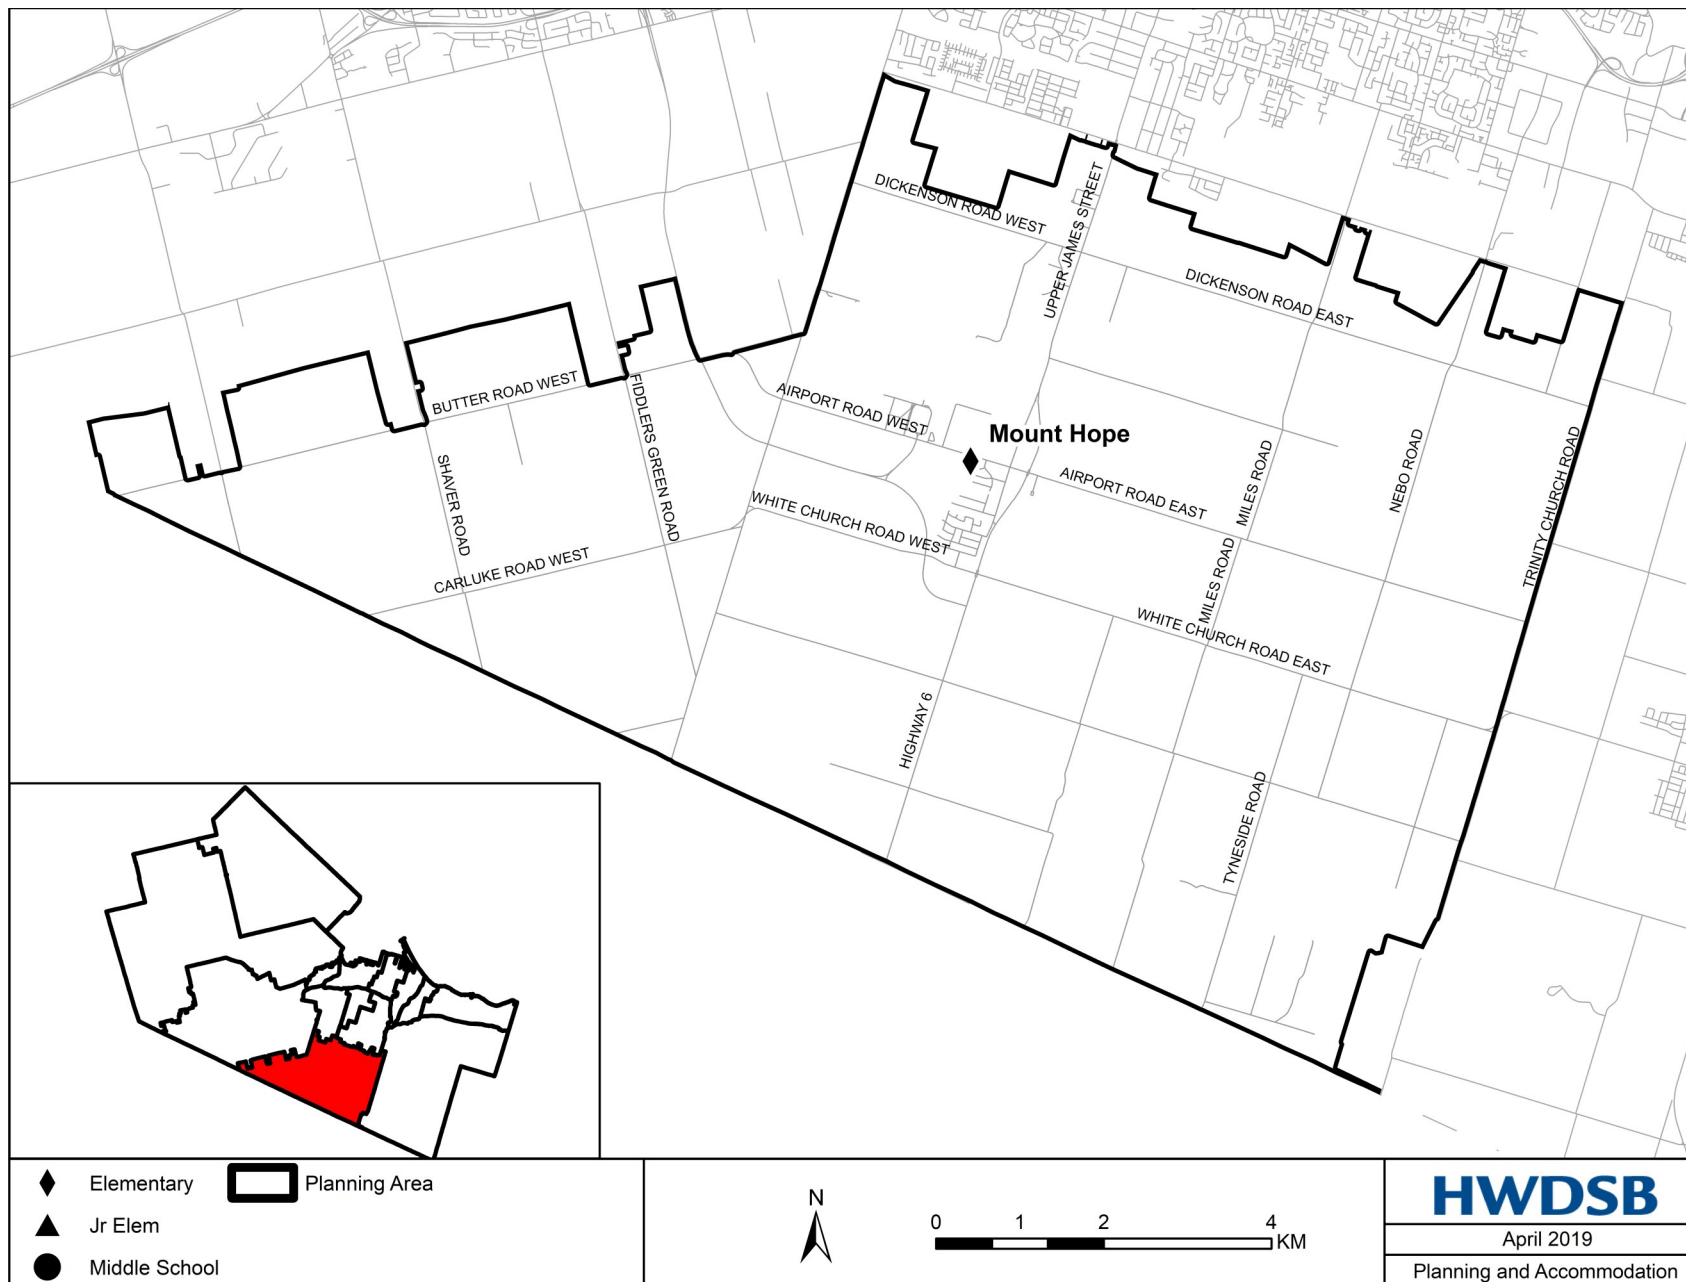 DICKENSON ROAD WEST
UPPER JAMES STREET
DICKENSON ROAD EAST
BUTTER ROAD WEST
FIDDLERS GREEN ROAD
AIRPORT ROAD WEST
Mount Hope
SHAVER ROAD
AIRPORT ROAD EAST
MILES ROAD
NEBO ROAD
TRINITY CHURCH ROAD
WHITE CHURCH ROAD WEST
CARLUKE ROAD WEST
MILES ROAD
WHITE CHURCH ROAD EAST
HIGHWAY 6
TYNESIDE ROAD
Elementary
Planning Area
Jr Elem
Middle School
N
0 1 2 4
KM
HWDSB
April 2019
Planning and Accommodation